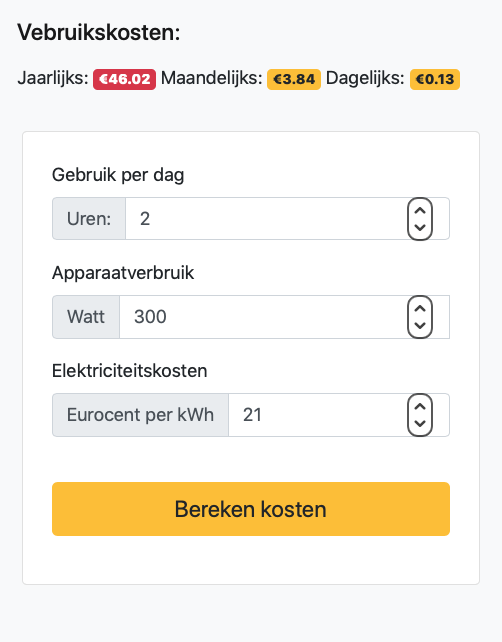 Vebruikskosten:
Jaarlijks: €46.02 Maandelijks: €3.84 Dagelijks: €0.13
Gebruik per dag
Uren: 2
Apparaatverbruik
Watt 300
Elektriciteitskosten
Eurocent per kWh 21
Bereken kosten